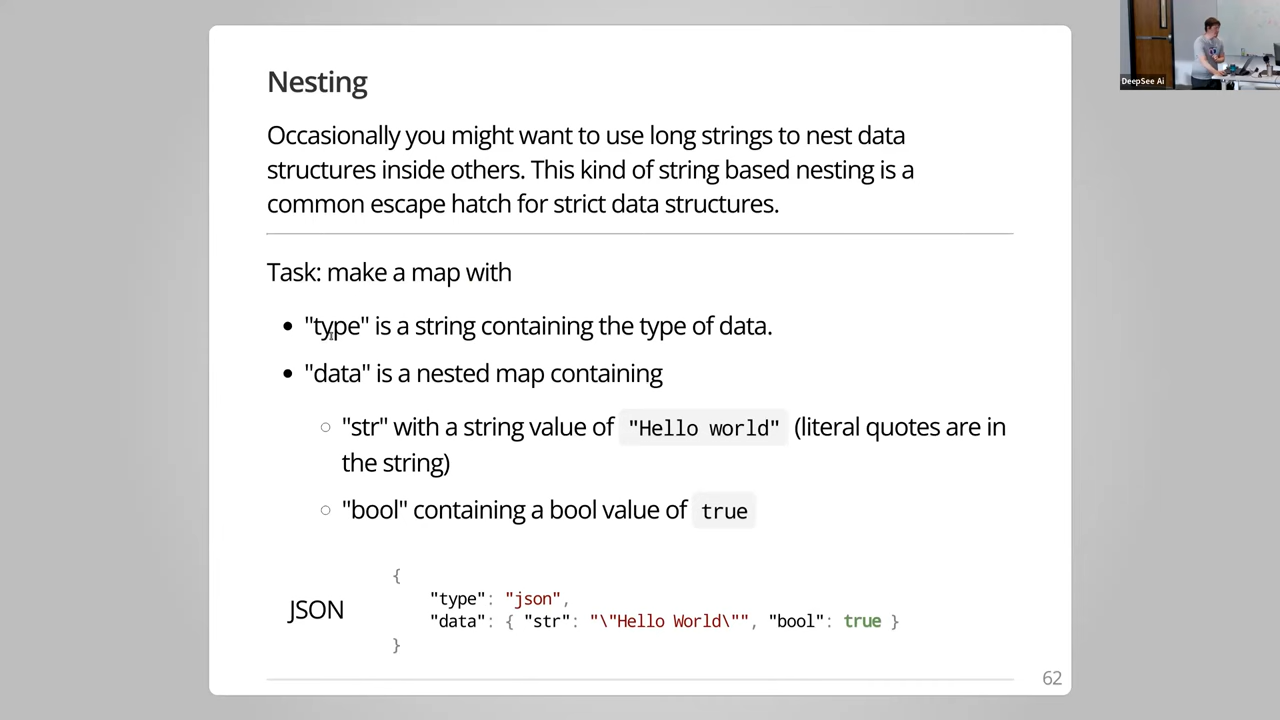 Nesting
Occasionally you might want to use long strings to nest data
structures inside others. This kind of string based nesting is a
common escape hatch for strict data structures.
Task: make a map with
• "type" is a string containing the type of data.
• "data" is a nested map containing
○ "str" with a string value of "Hello world" (literal quotes are in
the string)
○ "bool" containing a bool value of true
JSON
{
"type": "json",
"data": { "str": "\"Hello World\"", "bool": true }
}
62
DeepSee Ai